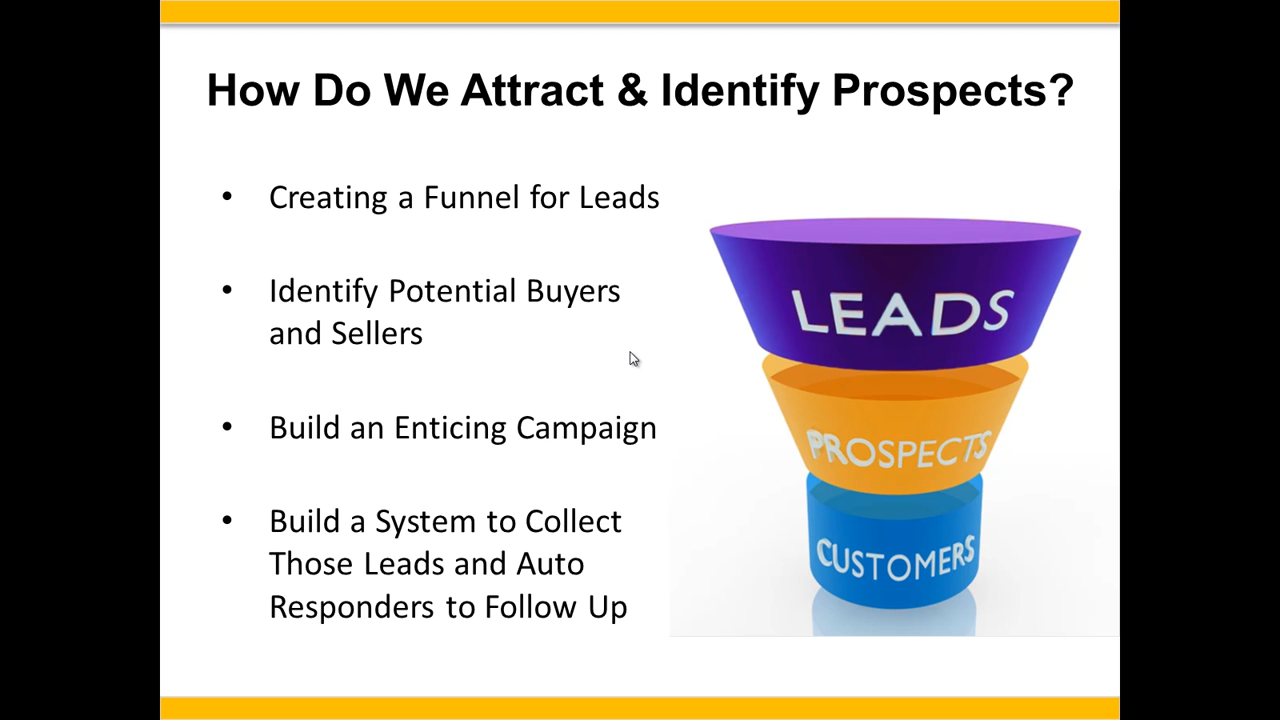 How Do We Attract & Identify Prospects?
• Creating a Funnel for Leads
• Identify Potential Buyers
and Sellers
• Build an Enticing Campaign
• Build a System to Collect
Those Leads and Auto
Responders to Follow Up
LEADS
PROSPECTS
CUSTOMERS